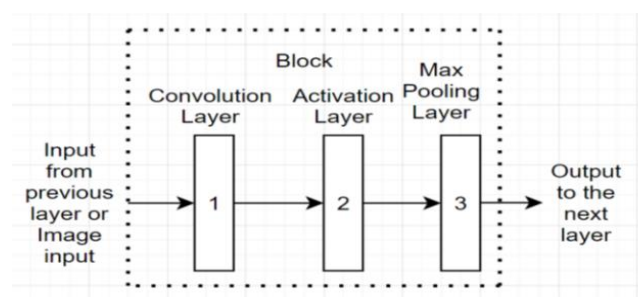 Block
Convolution
Layer
Activation
Layer
Max
Pooling
Layer
Input
from
previous
layer or
Image
input
1
2
3
Output
to the
next
layer